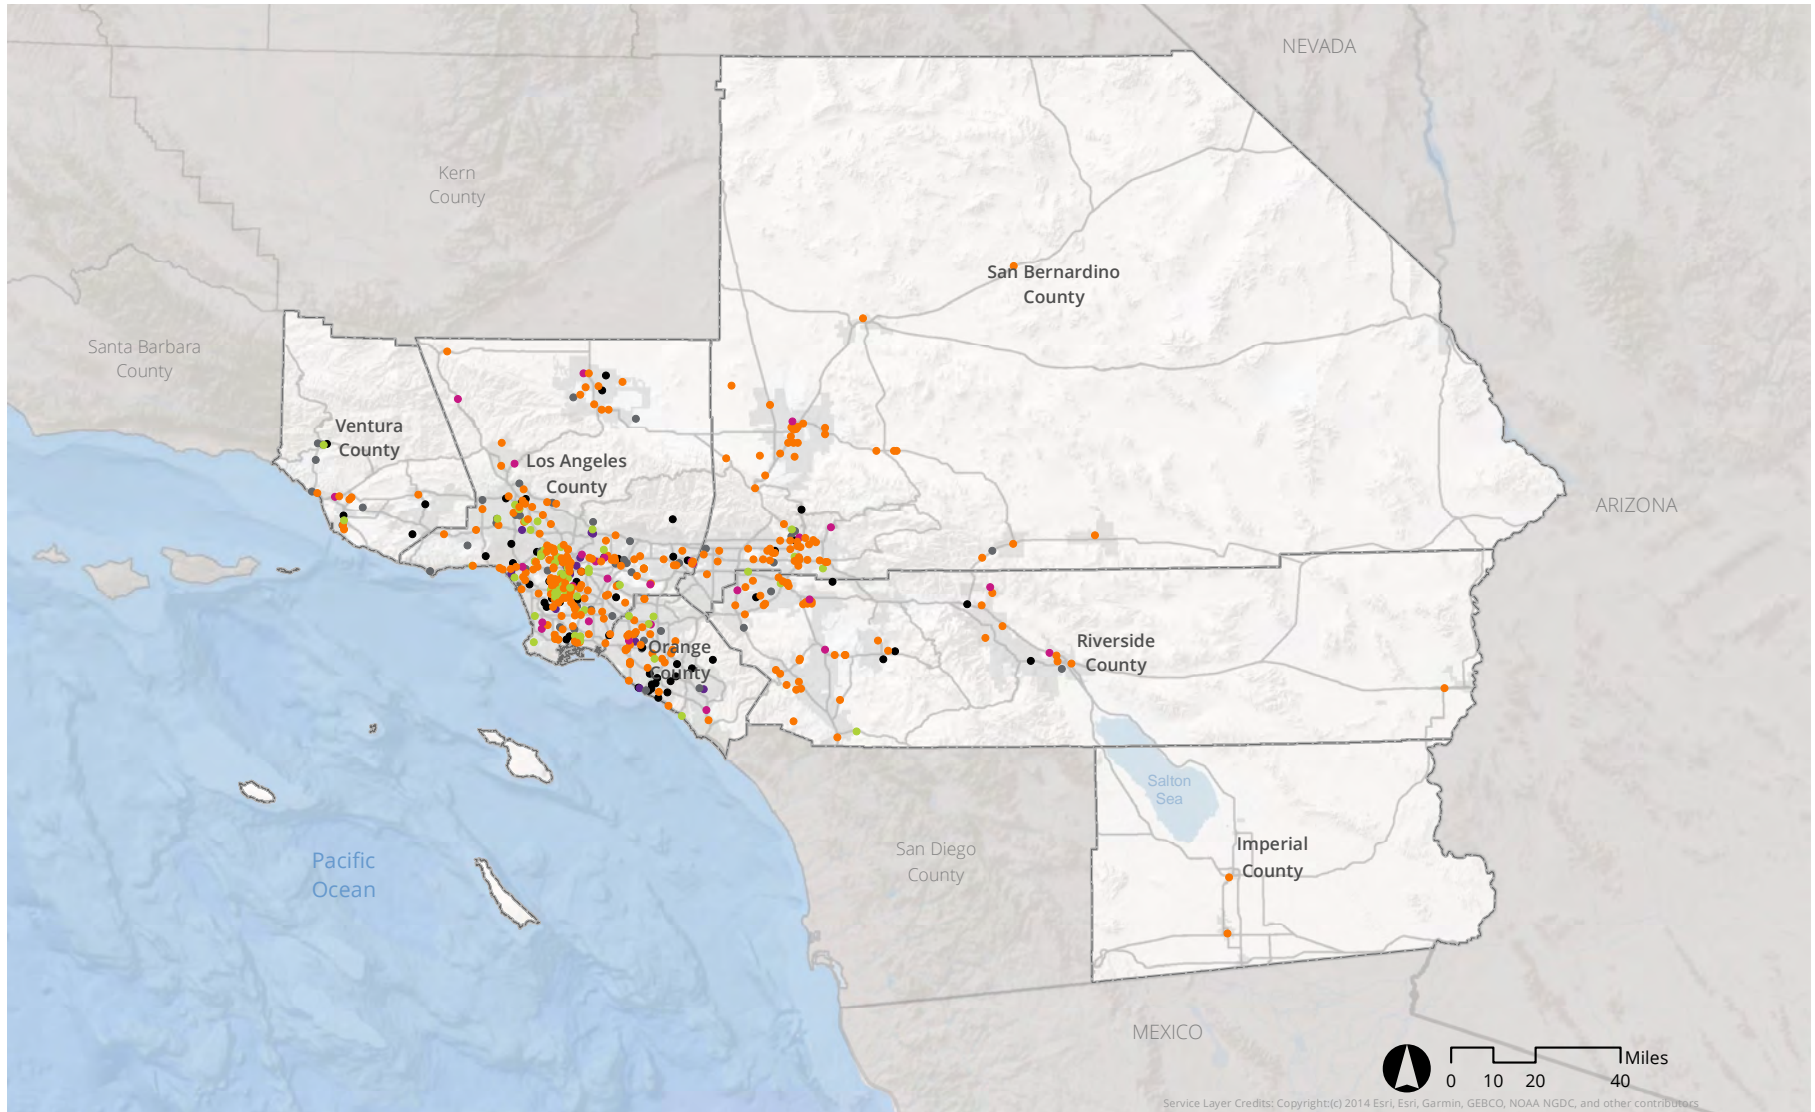 NEVADA
Kern
County
San Bernardino
County
Santa Barbara
County
Ventura
County
Los Angeles
County
ARIZONA
Orange
County
Riverside
County
Salton
Sea
Imperial
County
San Diego
County
Pacific
Ocean
MEXICO
Miles
0 10 20 40
Service Layer Credits: Copyright:(c) 2014 Esri, Esri, Garmin, GEBCO, NOAA NGDC, and other contributors